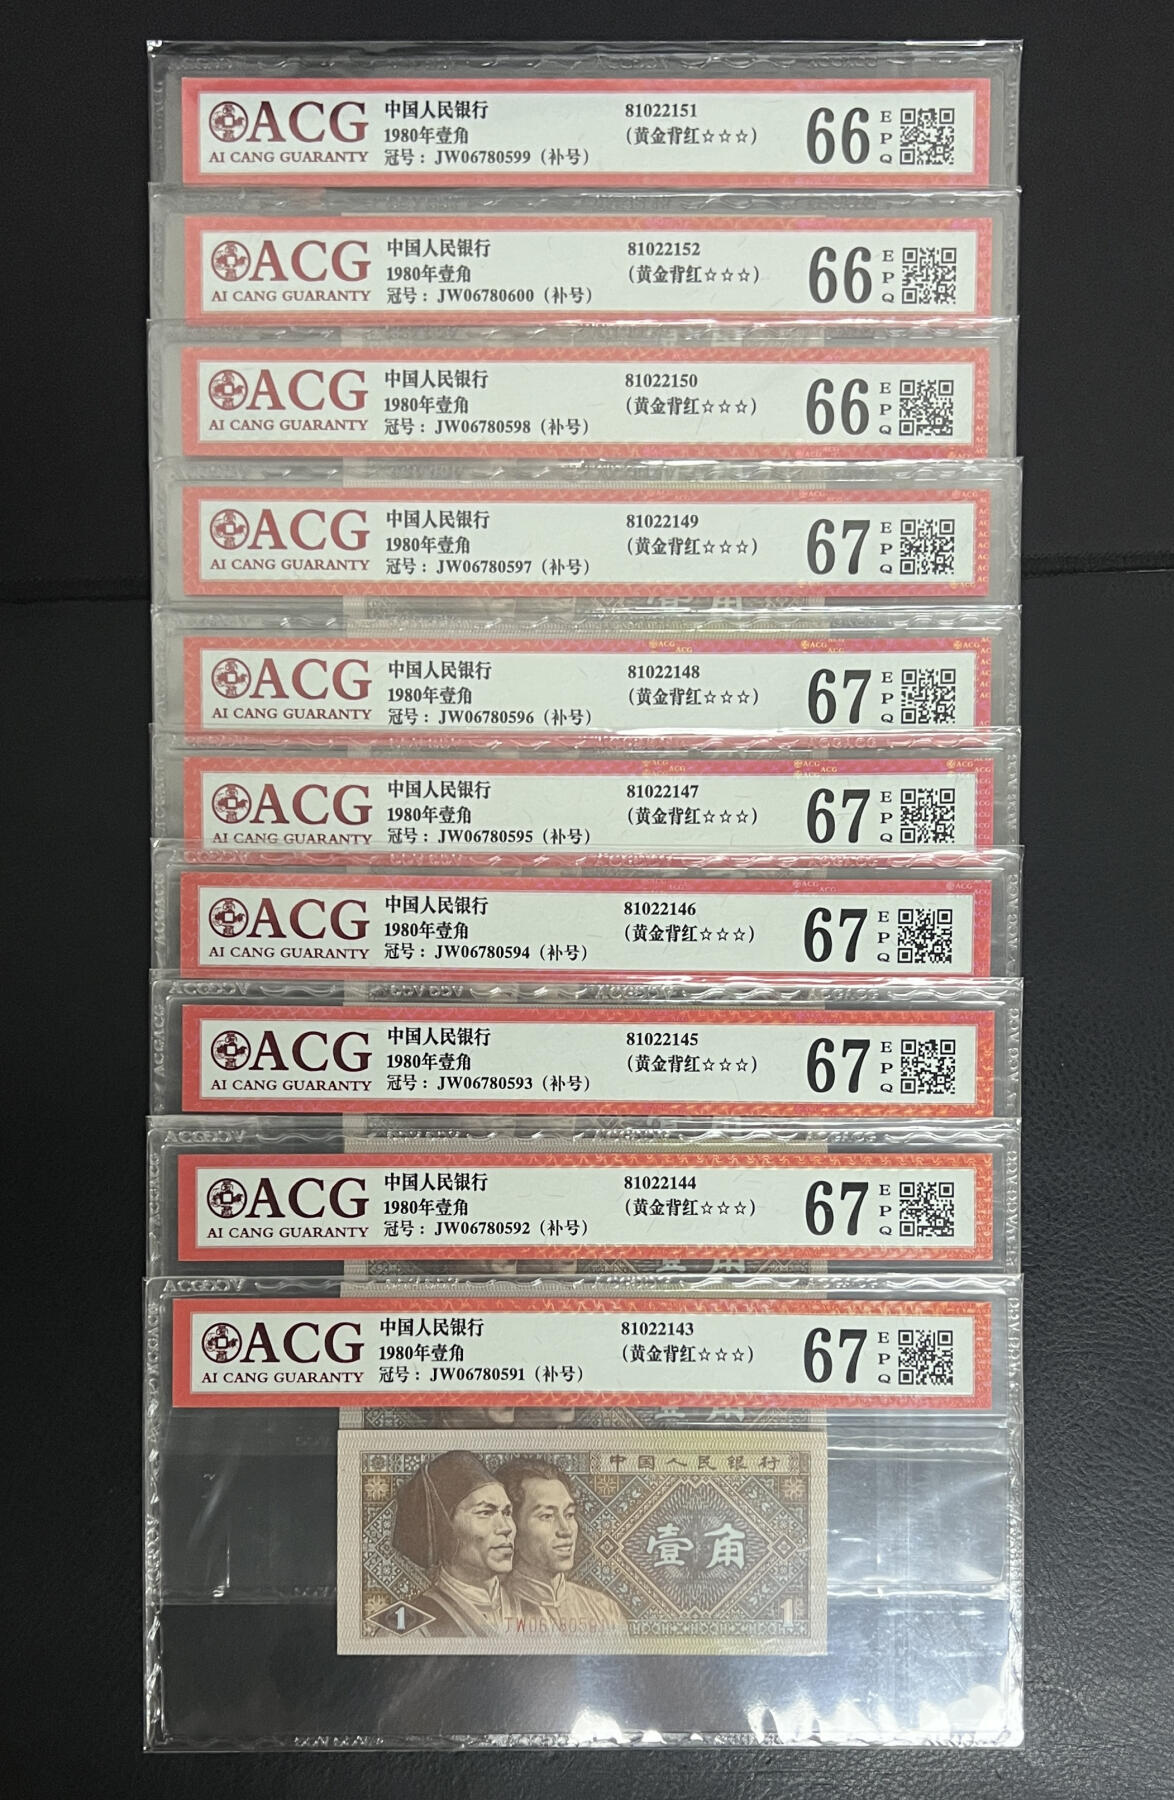 ACG
AI CANG GUARANTY
中国人民银行
1980年壹角
冠号：JW06780599（补号）
81022151
（黄金背红☆☆☆）
66
EPQ
ACG
AI CANG GUARANTY
中国人民银行
1980年壹角
冠号：JW06780600（补号）
81022152
（黄金背红☆☆☆）
66
EPQ
ACG
AI CANG GUARANTY
中国人民银行
1980年壹角
冠号：JW06780598（补号）
81022150
（黄金背红☆☆☆）
66
EPQ
ACG
AI CANG GUARANTY
中国人民银行
1980年壹角
冠号：JW06780597（补号）
81022149
（黄金背红☆☆☆）
67
EPQ
ACG
AI CANG GUARANTY
中国人民银行
1980年壹角
冠号：JW06780596（补号）
81022148
（黄金背红☆☆☆）
67
EPQ
ACG
AI CANG GUARANTY
中国人民银行
1980年壹角
冠号：JW06780595（补号）
81022147
（黄金背红☆☆☆）
67
EPQ
ACG
AI CANG GUARANTY
中国人民银行
1980年壹角
冠号：JW06780594（补号）
81022146
（黄金背红☆☆☆）
67
EPQ
ACG
AI CANG GUARANTY
中国人民银行
1980年壹角
冠号：JW06780593（补号）
81022145
（黄金背红☆☆☆）
67
EPQ
ACG
AI CANG GUARANTY
中国人民银行
1980年壹角
冠号：JW06780592（补号）
81022144
（黄金背红☆☆☆）
67
EPQ
ACG
AI CANG GUARANTY
中国人民银行
1980年壹角
冠号：JW06780591（补号）
81022143
（黄金背红☆☆☆）
67
EPQ
中国人民银行
壹角
1
JW06780591
1